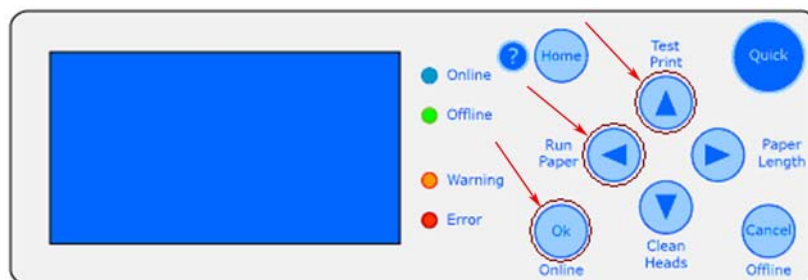 ?
Home
Test
Print
Quick
Online
Offline
Run
Paper
Paper
Length
Warning
Error
Ok
Online
Clean
Heads
Cancel
Offline